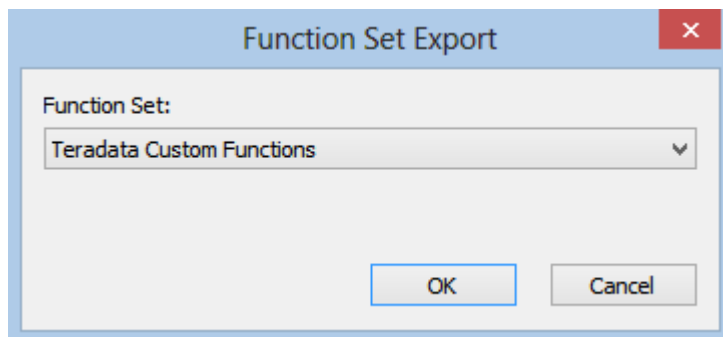 Function Set Export
Function Set:
Teradata Custom Functions
OK Cancel